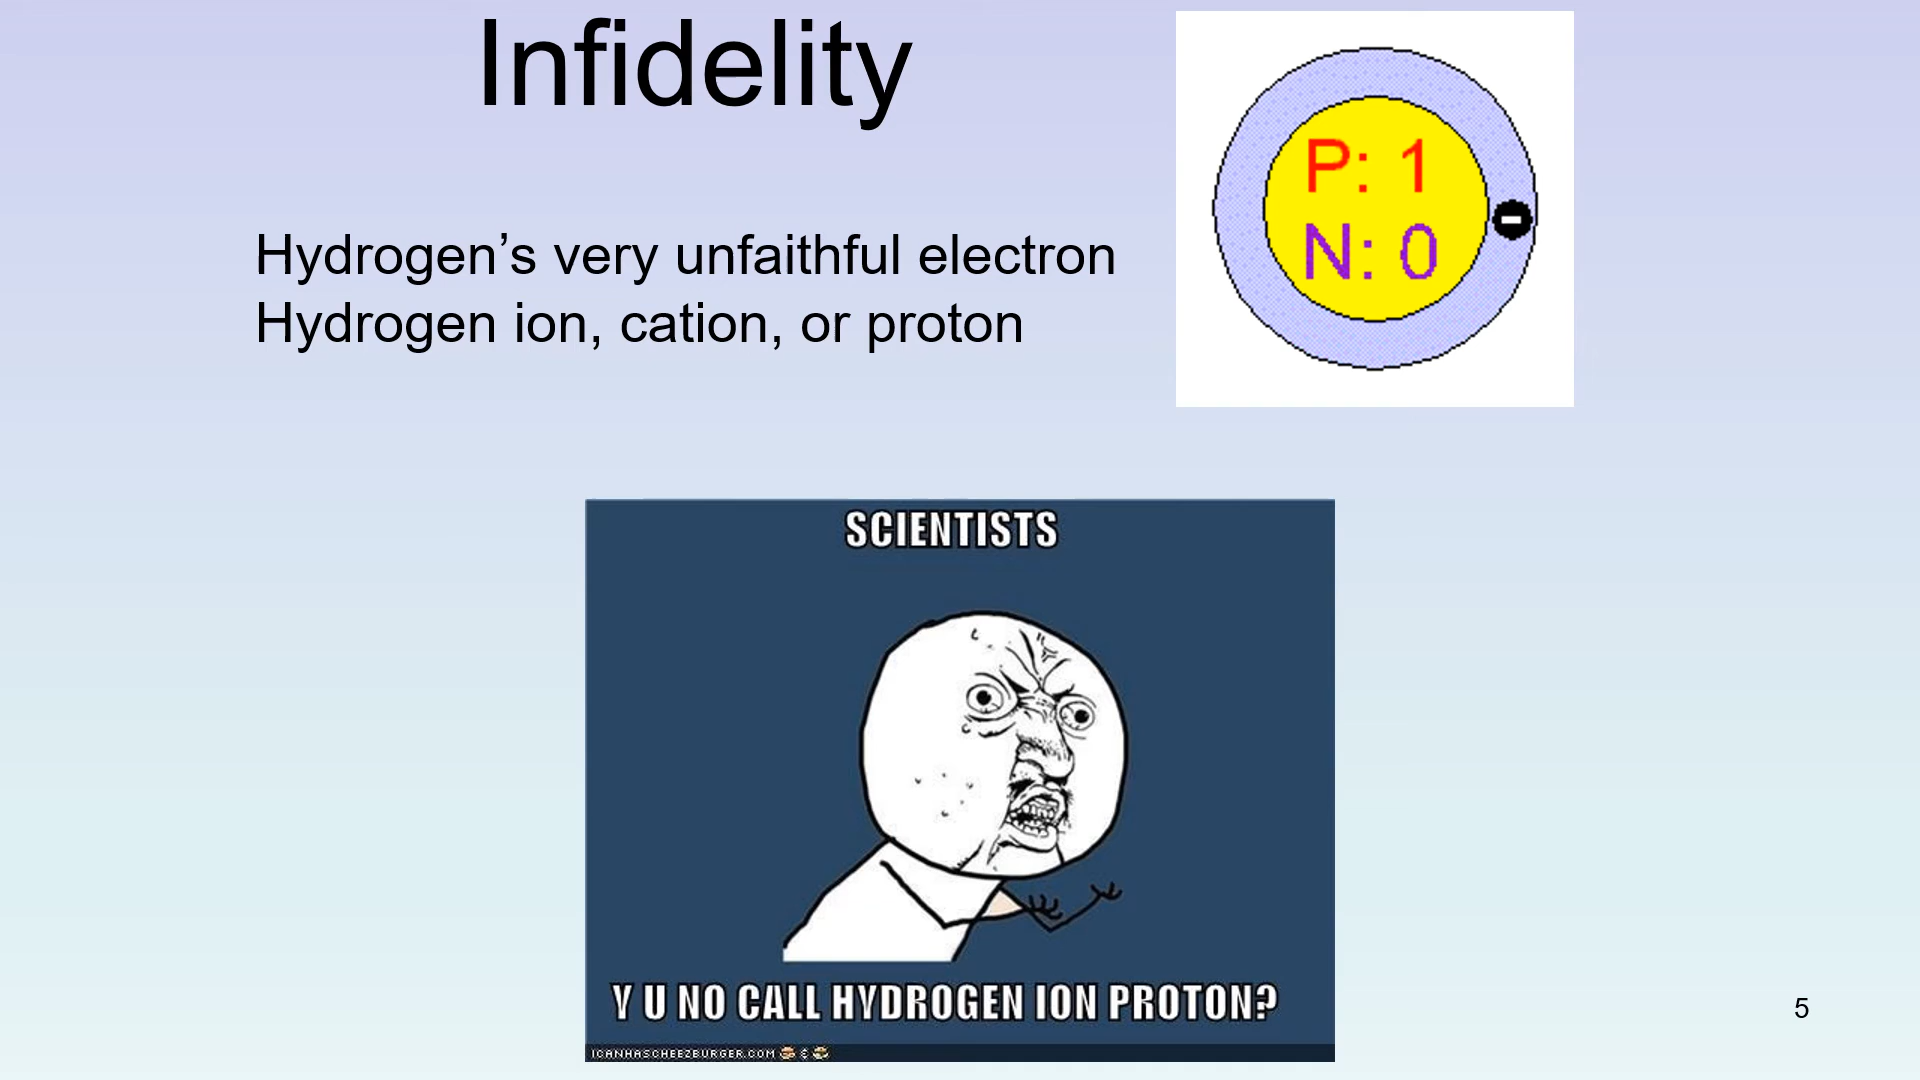 Infidelity
P: 1
N: 0
Hydrogen’s very unfaithful electron
Hydrogen ion, cation, or proton
SCIENTISTS
Y U NO CALL HYDROGEN ION PROTON?
ICANHASCHEEZBURGER.COM
5